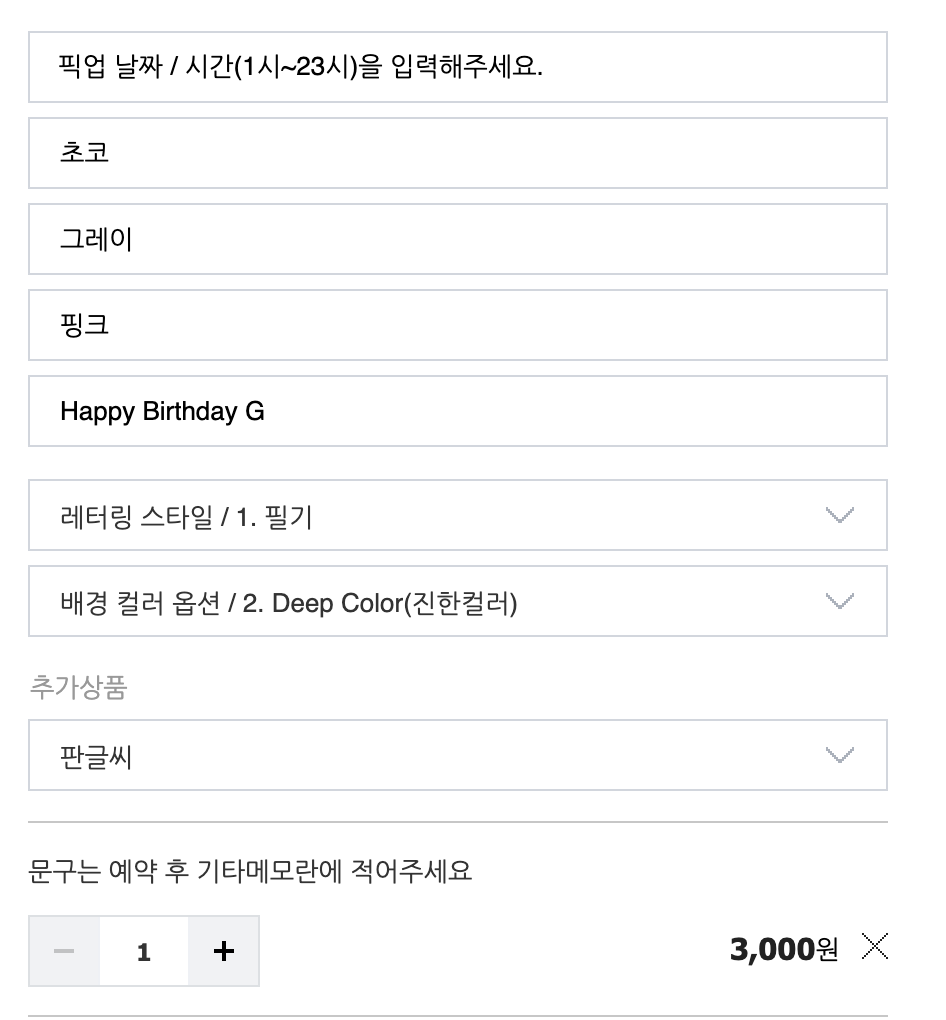 픽업 날짜 / 시간(1시~23시)을 입력해주세요.
초코
그레이
핑크
Happy Birthday G
레터링 스타일 / 1. 필기
배경 컬러 옵션 / 2. Deep Color(진한컬러)
추가상품
판글씨
문구는 예약 후 기타메모란에 적어주세요
− 1 + 3,000원